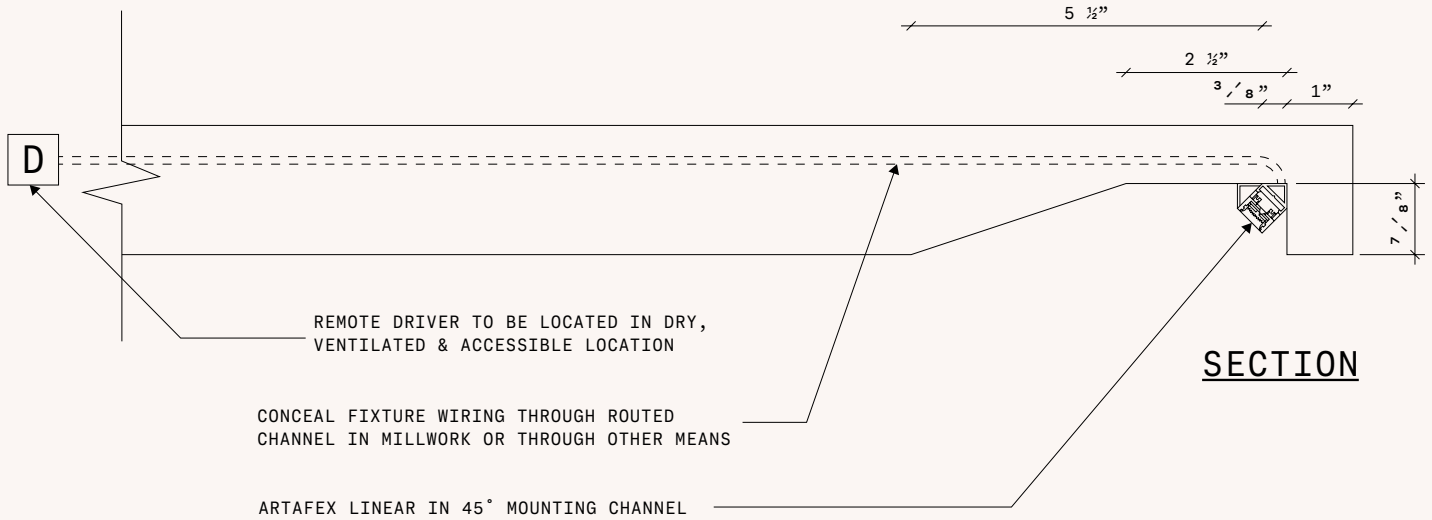 5 ½”
2 ½”
3/8”
1”
D
7/8”
REMOTE DRIVER TO BE LOCATED IN DRY,
VENTILATED & ACCESSIBLE LOCATION
SECTION
CONCEAL FIXTURE WIRING THROUGH ROUTED
CHANNEL IN MILLWORK OR THROUGH OTHER MEANS
ARTAFEX LINEAR IN 45° MOUNTING CHANNEL